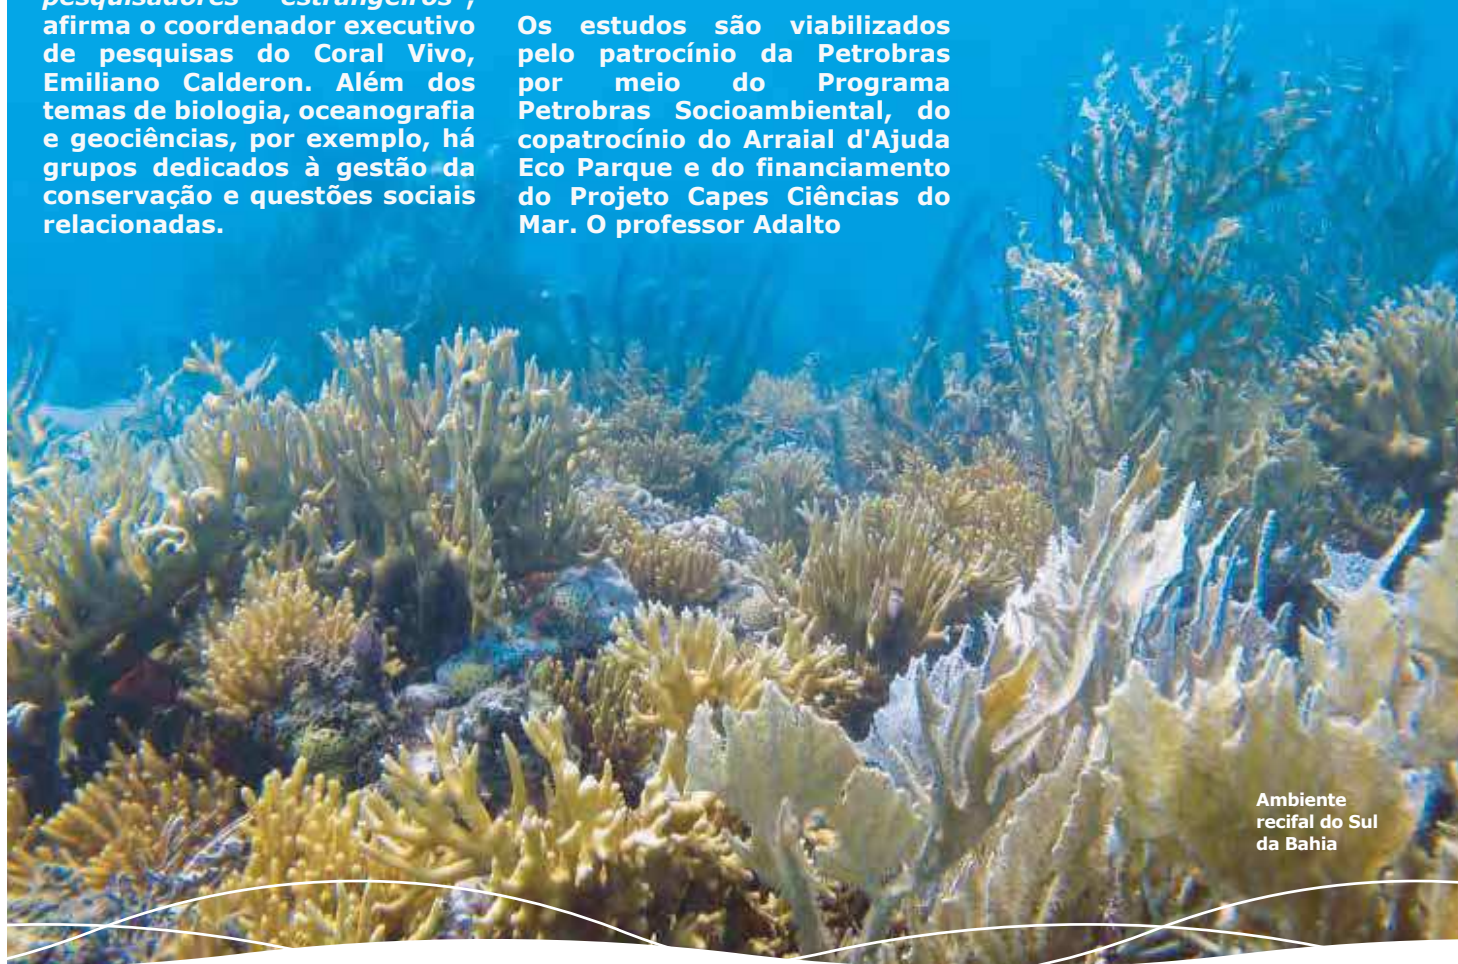 pesquisadores estrangeiros",
afirma o coordenador executivo
de pesquisas do Coral Vivo,
Emiliano Calderon. Além dos
temas de biologia, oceanografia
e geociências, por exemplo, há
grupos dedicados à gestão da
conservação e questões sociais
relacionadas.
Os estudos são viabilizados
pelo patrocínio da Petrobras
por meio do Programa
Petrobras Socioambiental, do
copatrocínio do Arraial d'Ajuda
Eco Parque e do financiamento
do Projeto Capes Ciências do
Mar. O professor Adalto
Ambiente
recifal do Sul
da Bahia